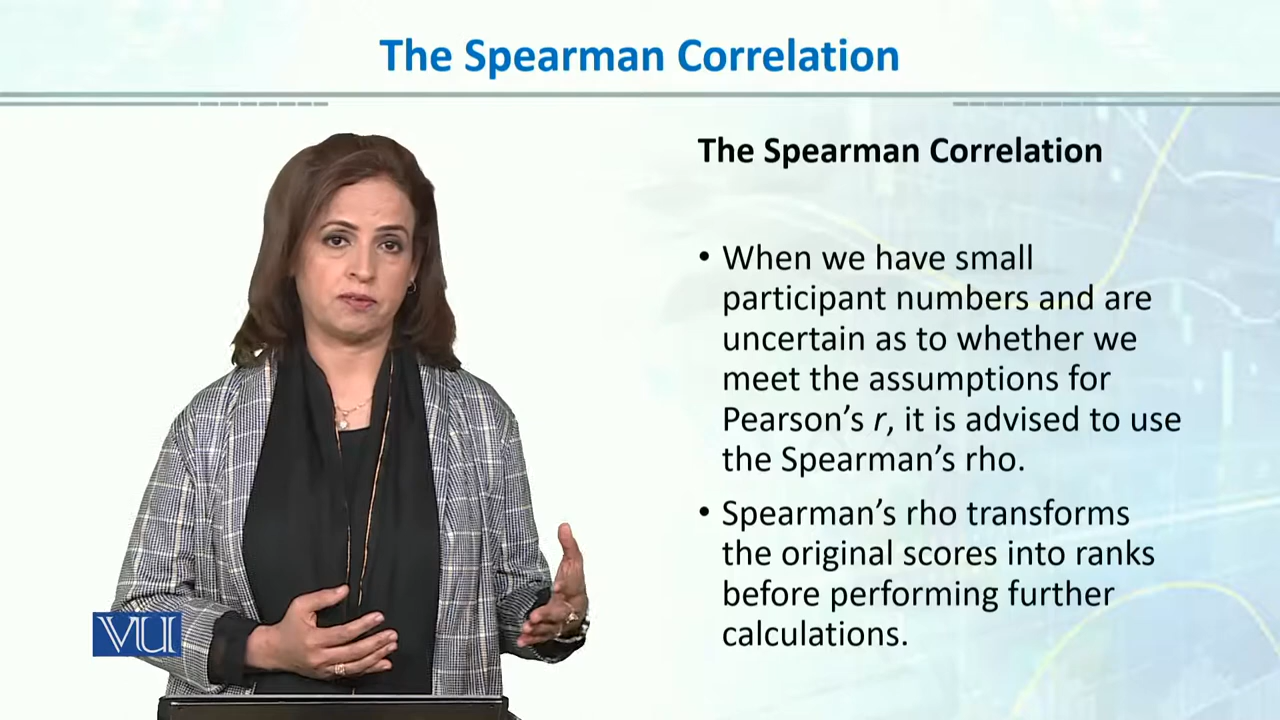 The Spearman Correlation
The Spearman Correlation
• When we have small
participant numbers and are
uncertain as to whether we
meet the assumptions for
Pearson’s r, it is advised to use
the Spearman’s rho.
• Spearman’s rho transforms
the original scores into ranks
before performing further
calculations.
VU